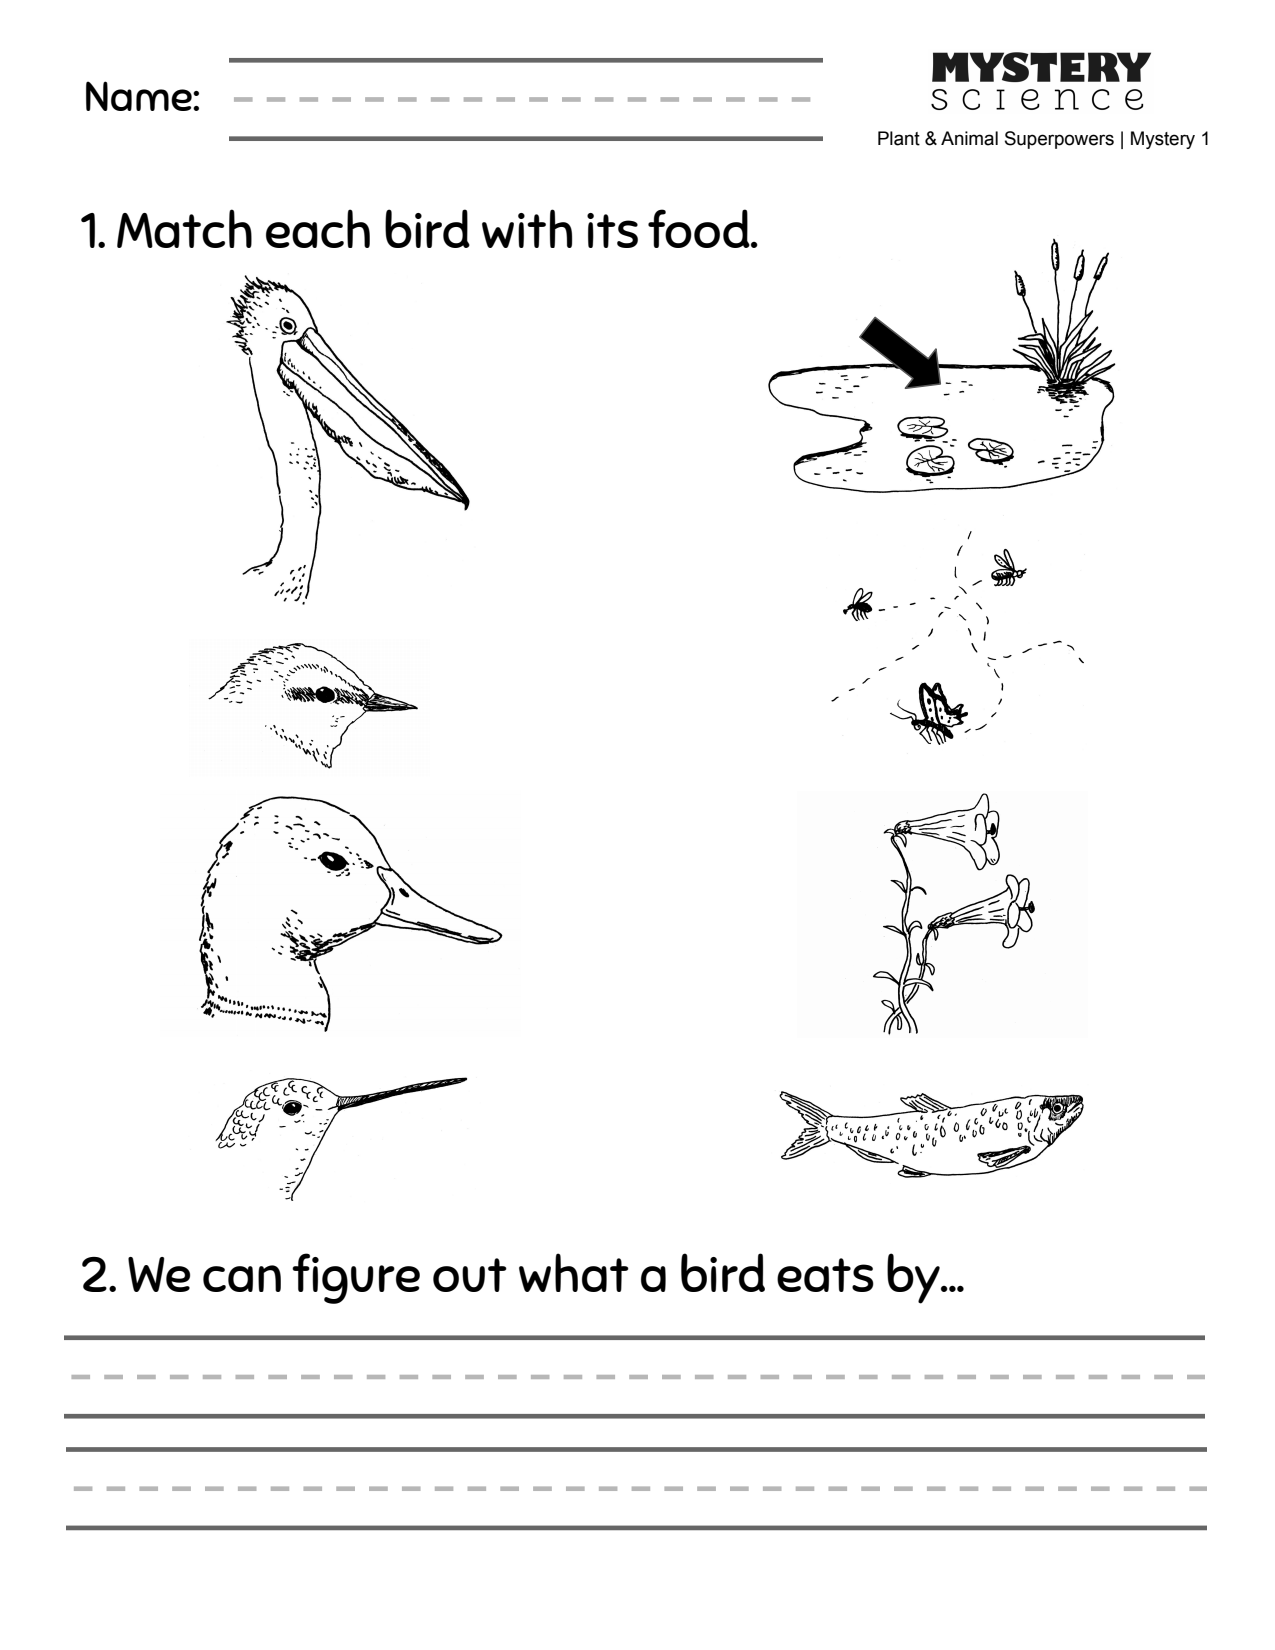 Name:
MYSTERY
science
Plant & Animal Superpowers | Mystery 1
1. Match each bird with its food.
2. We can figure out what a bird eats by...